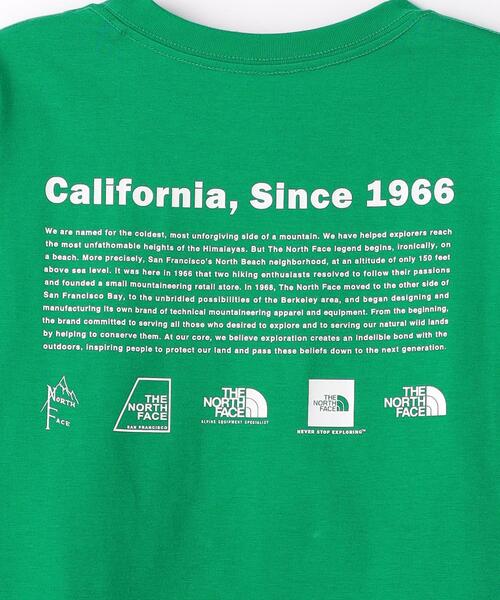 California, Since 1966
We are named for the coldest, most unforgiving side of a mountain. We have helped explorers reach
the most unfathomable heights of the Himalayas. But The North Face legend begins, ironically, on
a beach. More precisely, San Francisco's North Beach neighborhood, at an altitude of only 150 feet
above sea level. It was here in 1966 that two hiking enthusiasts resolved to follow their passions
and founded a small mountaineering retail store. In 1968, The North Face moved to the other side of
San Francisco Bay, to the unbridled possibilities of the Berkeley area, and began designing and
manufacturing its own brand of technical mountaineering apparel and equipment. From the beginning,
the brand committed to serving all those who desired to explore and to serving our natural wild lands
by helping to conserve them. At our core, we believe exploration creates an indelible bond with the
outdoors, inspiring people to protect our land and pass these beliefs down to the next generation.
North
Face
THE
NORTH
FACE
SAN FRANCISCO
THE
NORTH
FACE
ALPINE EQUIPMENT SPECIALIST
THE
NORTH
FACE
NEVER STOP EXPLORING™
THE
NORTH
FACE